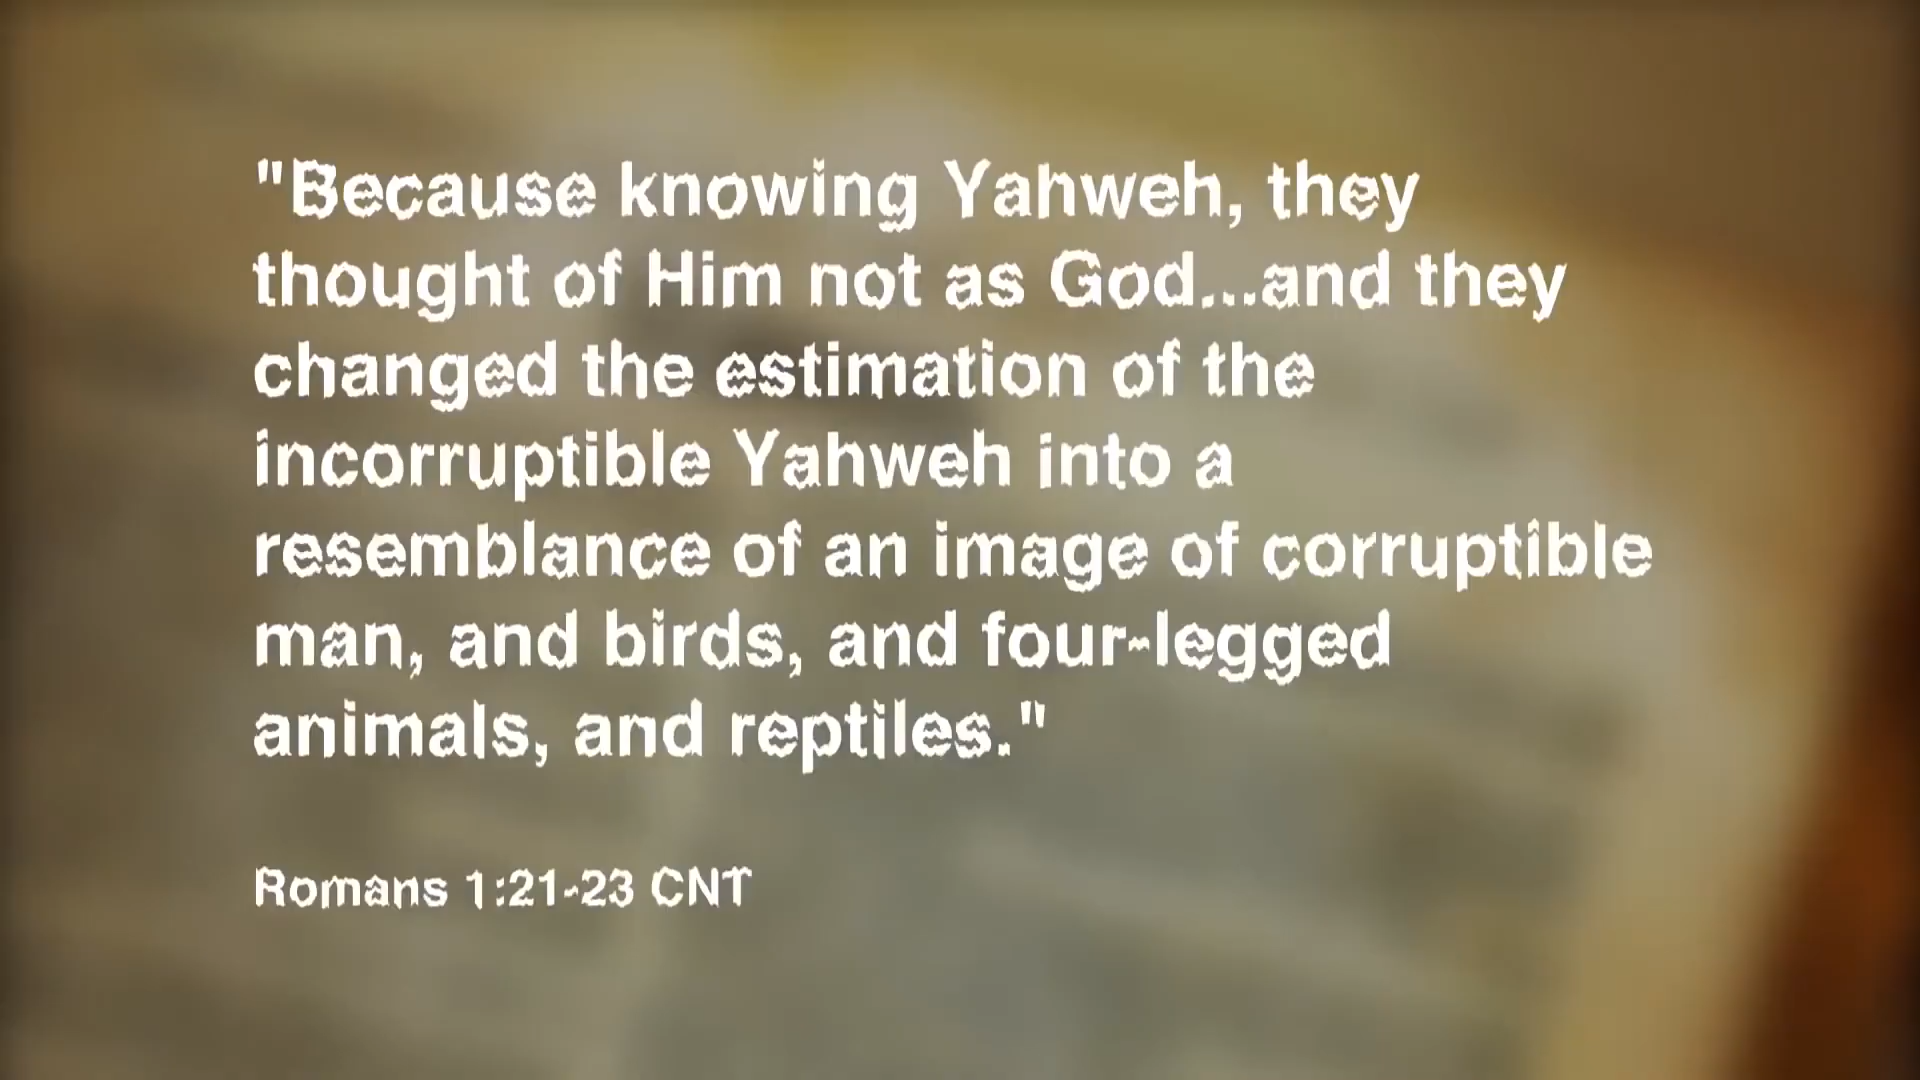 "Because knowing Yahweh, they
thought of Him not as God...and they
changed the estimation of the
incorruptible Yahweh into a
resemblance of an image of corruptible
man, and birds, and four-legged
animals, and reptiles."
Romans 1:21-23 CNT